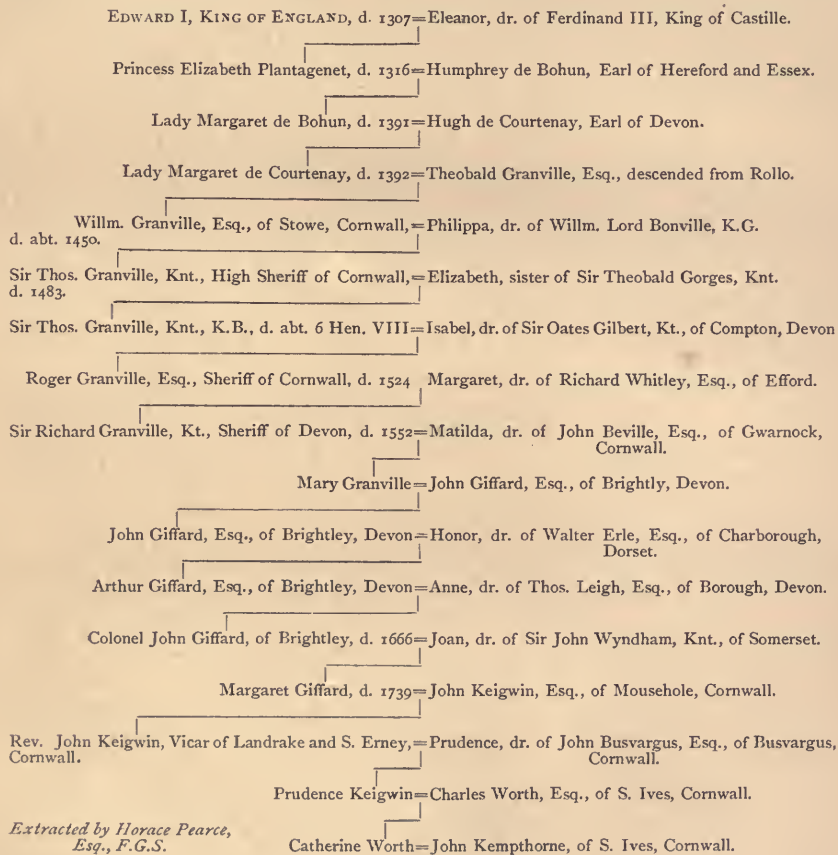 EDWARD I, KING OF ENGLAND, d. 1307=Eleanor, dr. of Ferdinand III, King of Castille.
Princess Elizabeth Plantagenet, d. 1316=Humphrey de Bohun, Earl of Hereford and Essex.
Lady Margaret de Bohun, d. 1391=Hugh de Courtenay, Earl of Devon.
Lady Margaret de Courtenay, d. 1392=Theobald Granville, Esq., descended from Rollo.
Willm. Granville, Esq., of Stowe, Cornwall,=Philippa, dr. of Willm. Lord Bonville, K.G.
d. abt. 1450.
Sir Thos. Granville, Knt., High Sheriff of Cornwall,=Elizabeth, sister of Sir Theobald Gorges, Knt.
d. 1483.
Sir Thos. Granville, Knt., K.B., d. abt. 6 Hen. VIII=Isabel, dr. of Sir Oates Gilbert, Kt., of Compton, Devon
Roger Granville, Esq., Sheriff of Cornwall, d. 1524 Margaret, dr. of Richard Whitley, Esq., of Efford.
Sir Richard Granville, Kt., Sheriff of Devon, d. 1552=Matilda, dr. of John Beville, Esq., of Gwarnock,
Cornwall.
Mary Granville=John Giffard, Esq., of Brightly, Devon.
John Giffard, Esq., of Brightley, Devon=Honor, dr. of Walter Erle, Esq., of Charborough,
Dorset.
Arthur Giffard, Esq., of Brightley, Devon=Anne, dr. of Thos. Leigh, Esq., of Borough, Devon.
Colonel John Giffard, of Brightley, d. 1666=Joan, dr. of Sir John Wyndham, Knt., of Somerset.
Margaret Giffard, d. 1739=John Keigwin, Esq., of Mousehole, Cornwall.
Rev. John Keigwin, Vicar of Landrake and S. Erney,=Prudence, dr. of John Busvargus, Esq., of Busvargus,
Cornwall. Cornwall.
Prudence Keigwin=Charles Worth, Esq., of S. Ives, Cornwall.
Extracted by Horace Pearce,
Esq., F.G.S. Catherine Worth=John Kempthorne, of S. Ives, Cornwall.